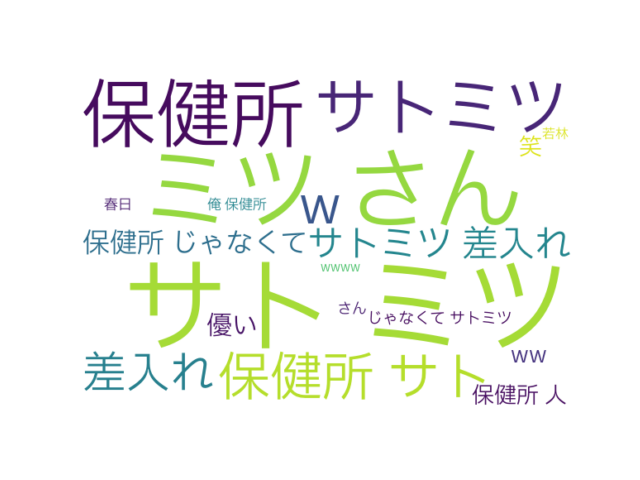 保健所 サトミツ
笑 若林
ミツ さん
春日 俺 保健所 w
保健所 じゃなくて サトミツ 差入れ
wwww
サト ミツ
さん じゃなくて サトミツ
優い
差入れ 保健所 サト ww
保健所 人